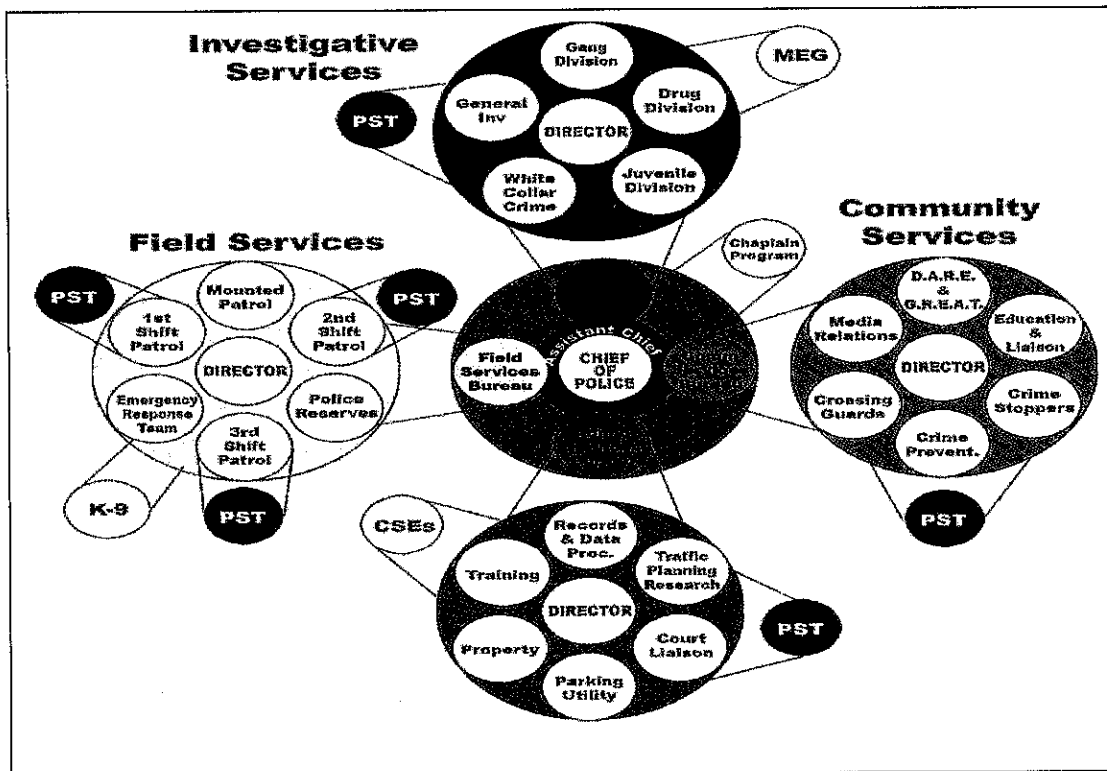 Investigative
Services
Gang
Division
MEG
General
Inv
Drug
Division
PST
DIRECTOR
White
Collar
Crime
Juvenile
Division
Community
Services
Field Services
Chaplain
Program
PST
Mounted
Patrol
PST
1st
Shift
Patrol
2nd
Shift
Patrol
DIRECTOR
Emergency
Response
Team
Police
Reserves
3rd
Shift
Patrol
K-9
PST
Assistant Chief
Field
Services
Bureau
CHIEF
OF
POLICE
D.A.R.E.
&
G.R.E.A.T.
Media
Relations
Education
&
Liaison
DIRECTOR
Crossing
Guards
Crime
Stoppers
Crime
Prevent.
PST
CSEs
Records
& Data
Proc.
Training
Traffic
Planning
Research
DIRECTOR
Property
Court
Liaison
Parking
Utility
PST